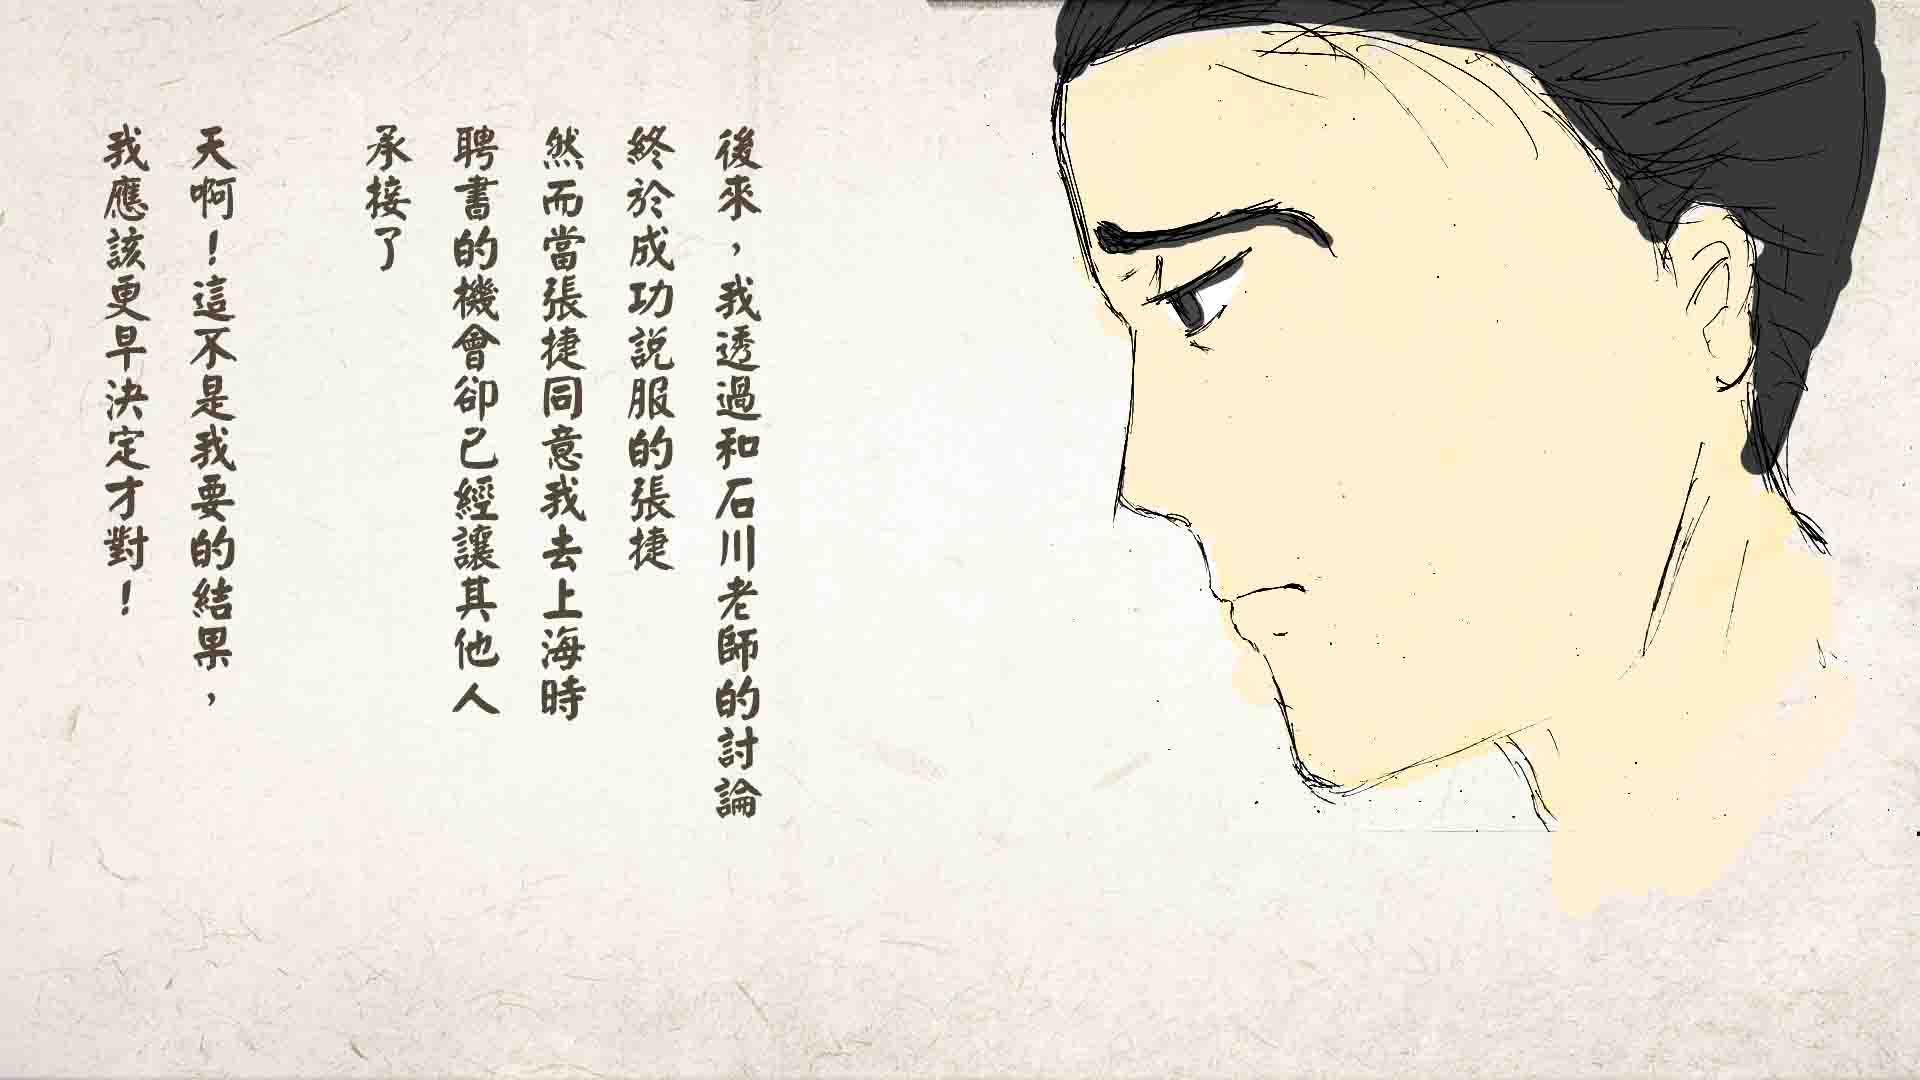 後來，我透過和石川老師的討論
終於成功説服的張捷
然而當張捷同意我去上海時
聘書的機會卻已經讓其他人
承接了
天啊！這不是我要的結果，
我應該更早決定才對！